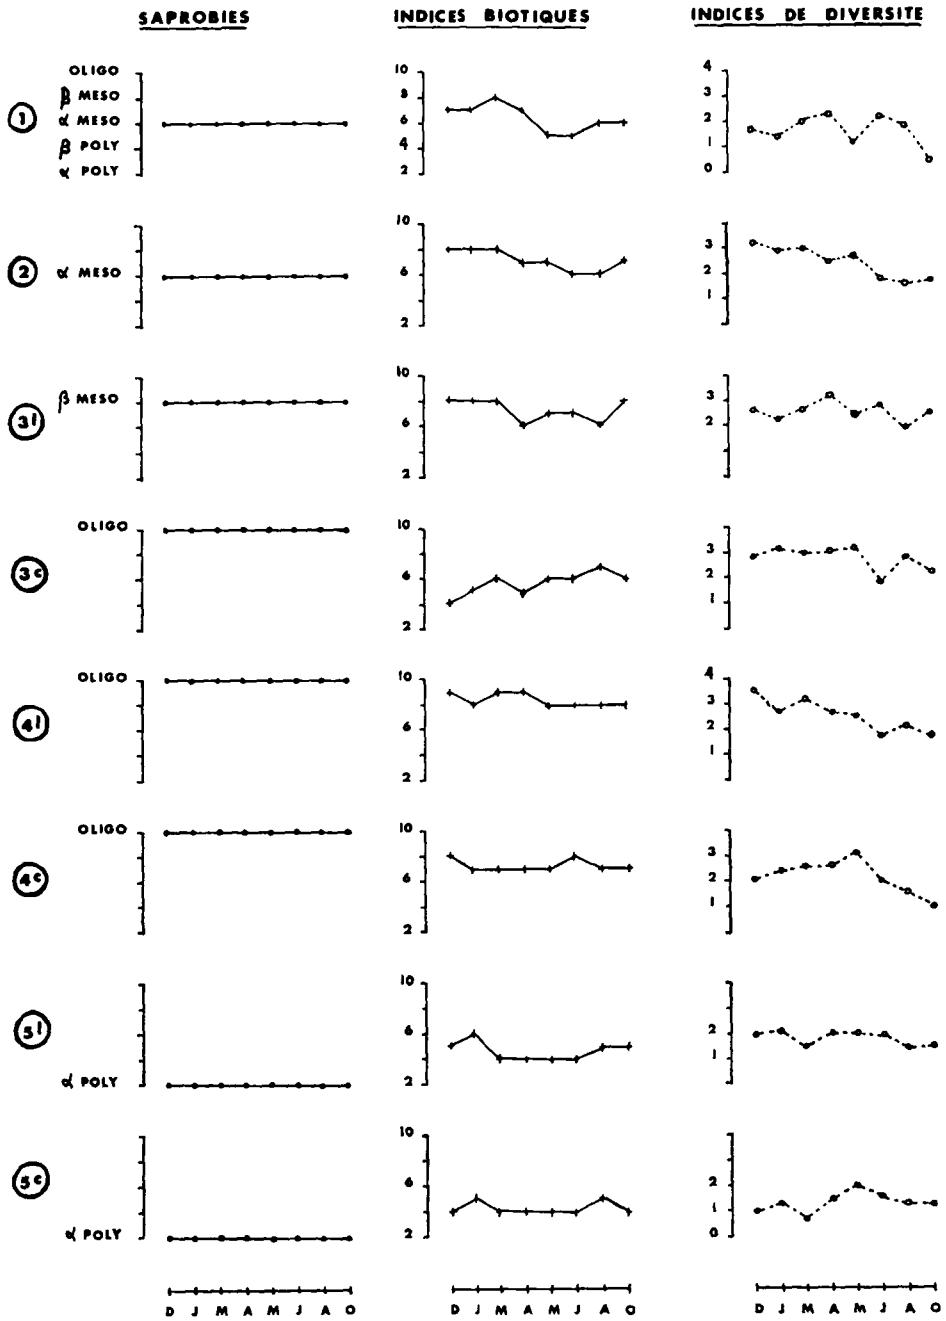 SAPROBIES INDICES BIOTIQUES INDICES DE DIVERSITE
1
OLIGO
β MESO
α MESO
β POLY
α POLY
10
8
6
4
2
4
3
2
1
0
2
α MESO
10
6
2
3
2
1
3l
β MESO
10
6
2
3
2
3c
OLIGO
10
6
2
3
2
1
4l
OLIGO
10
6
2
4
3
2
1
4c
OLIGO
10
6
2
3
2
1
5l
α POLY
10
6
2
2
1
5c
α POLY
10
6
2
2
1
0
D J M A M J A O D J M A M J A O D J M A M J A O